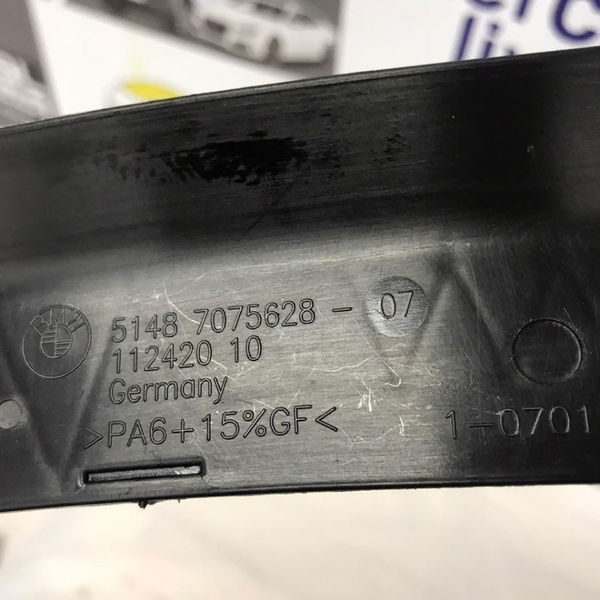 BMW
5148 7075628 - 07
112420 10
Germany
>PA6+15%GF<
1-0701